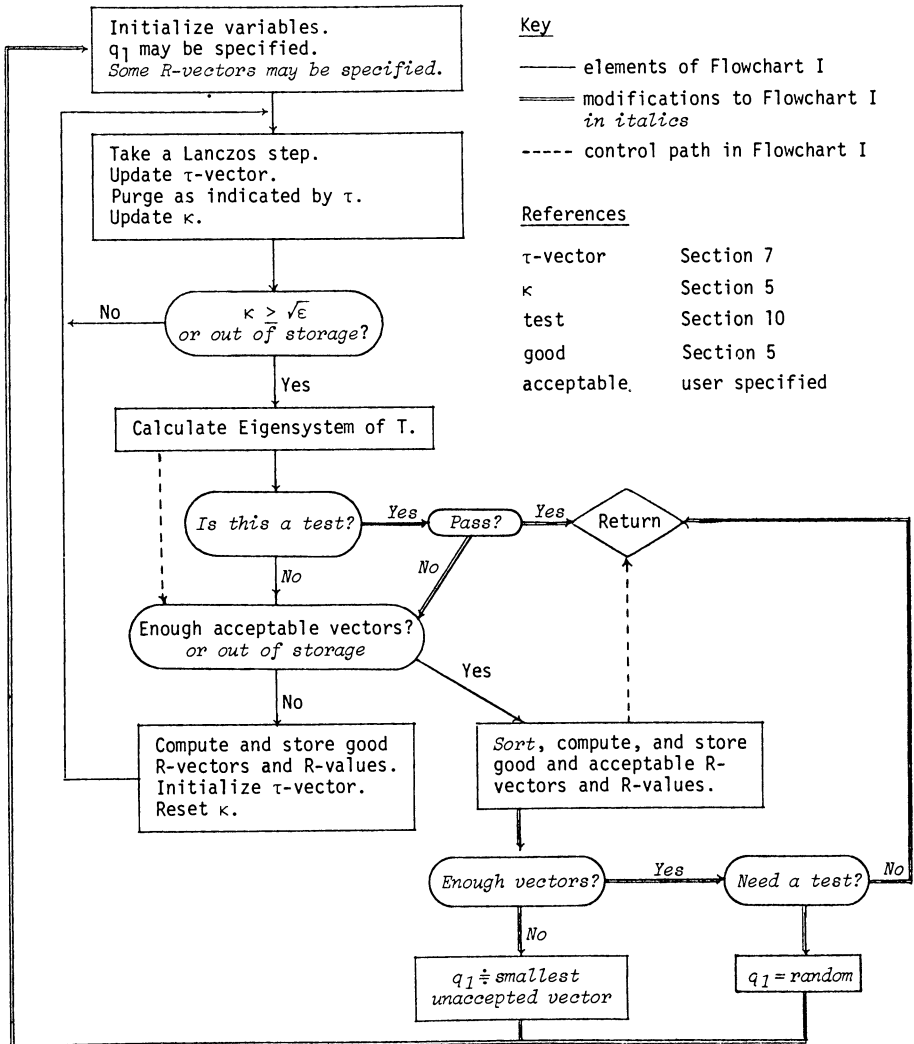 Initialize variables.
q1 may be specified.
Some R-vectors may be specified.
Key
elements of Flowchart I
modifications to Flowchart I
in italics
control path in Flowchart I
Take a Lanczos step.
Update τ-vector.
Purge as indicated by τ.
Update κ.
References
τ-vector Section 7
κ Section 5
test Section 10
good Section 5
acceptable. user specified
No
κ ≥ √ε
or out of storage?
Yes
Calculate Eigensystem of T.
Is this a test?
Yes
Pass?
Yes
Return
No
No
Enough acceptable vectors?
or out of storage
Yes
No
Compute and store good
R-vectors and R-values.
Initialize τ-vector.
Reset κ.
Sort, compute, and store
good and acceptable R-
vectors and R-values.
Enough vectors?
Yes
Need a test?
No
No
q1 ≑ smallest
unaccepted vector
q1 = random